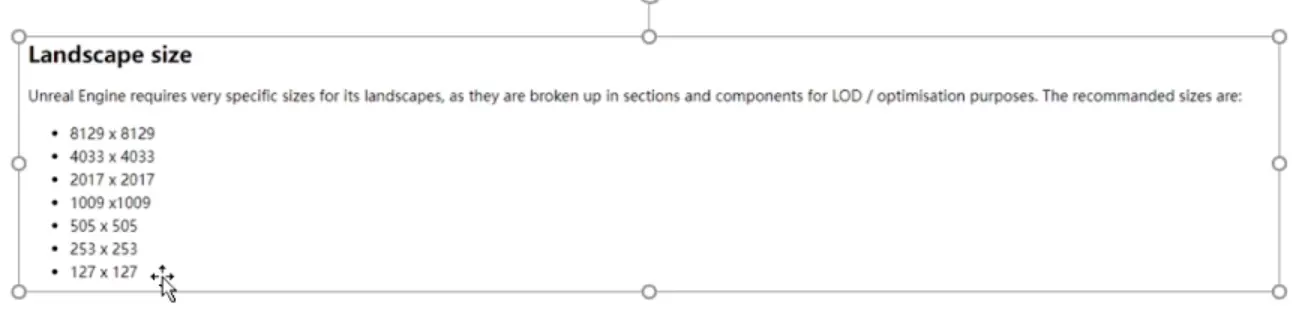 Landscape size
Unreal Engine requires very specific sizes for its landscapes, as they are broken up in sections and components for LOD / optimisation purposes. The recommanded sizes are:
• 8129 x 8129
• 4033 x 4033
• 2017 x 2017
• 1009 x1009
• 505 x 505
• 253 x 253
• 127 x 127